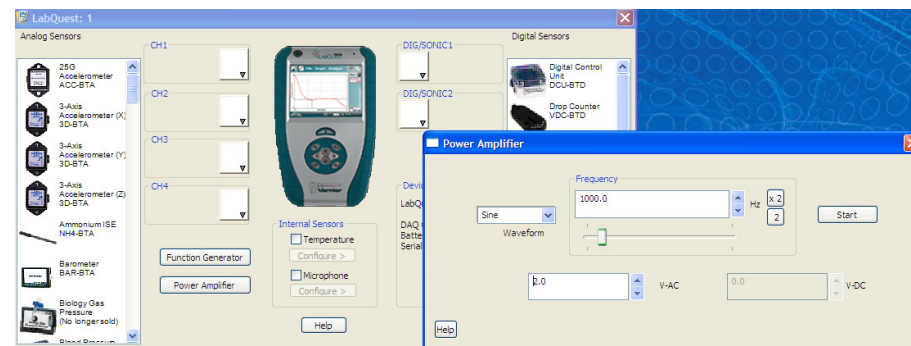 LabQuest: 1
Analog Sensors
25G
Accelerometer
ACC-BTA
3-Axis
Accelerometer (X)
3D-BTA
3-Axis
Accelerometer (Y)
3D-BTA
3-Axis
Accelerometer (Z)
3D-BTA
Ammonium ISE
NH4-BTA
Barometer
BAR-BTA
Biology Gas
Pressure
(No longer sold)
CH1
CH2
CH3
CH4
Function Generator
Power Amplifier
Vernier
Internal Sensors
Temperature
Configure >
Microphone
Configure >
Help
DIG/SONIC1
DIG/SONIC2
Digital Sensors
Digital Control
Unit
DCU-BTD
Drop Counter
VDC-BTD
DAQ
Power Amplifier
Sine
Waveform
Frequency
1000.0
Hz
x 2
2
Start
2.0
V-AC
0.0
V-DC
Help